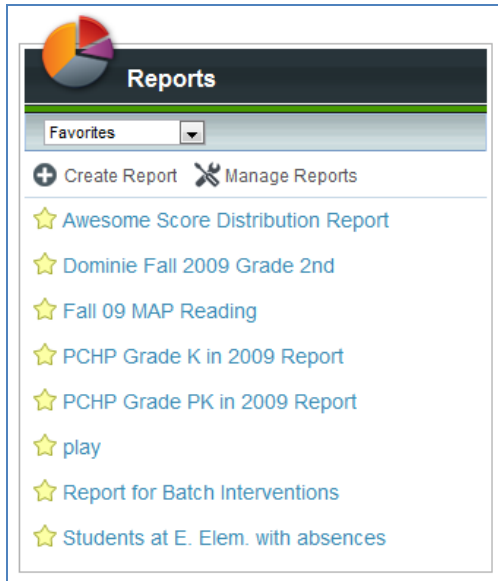 Reports
Favorites
Create Report Manage Reports
Awesome Score Distribution Report
Dominie Fall 2009 Grade 2nd
Fall 09 MAP Reading
PCHP Grade K in 2009 Report
PCHP Grade PK in 2009 Report
play
Report for Batch Interventions
Students at E. Elem. with absences